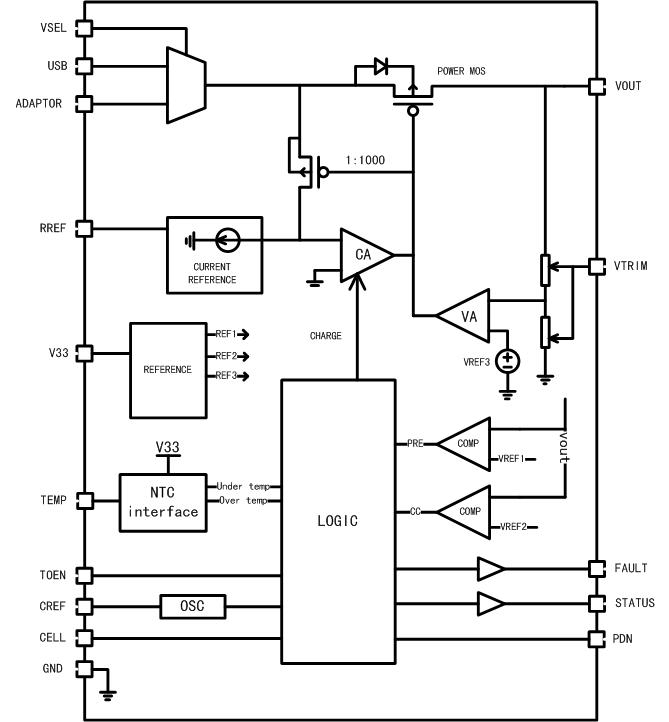 VSEL
USB
ADAPTOR
POWER MOS
VOUT
1:1000
RREF
CURRENT
REFERENCE
CA
VTRIM
VA
VREF3
CHARGE
V33
REFERENCE
REF1
REF2
REF3
V33
TEMP
NTC
interface
Under temp
Over temp
LOGIC
PRE
COMP
VREF1
vout
CC
COMP
VREF2
TOEN
CREF
OSC
CELL
GND
FAULT
STATUS
PDN